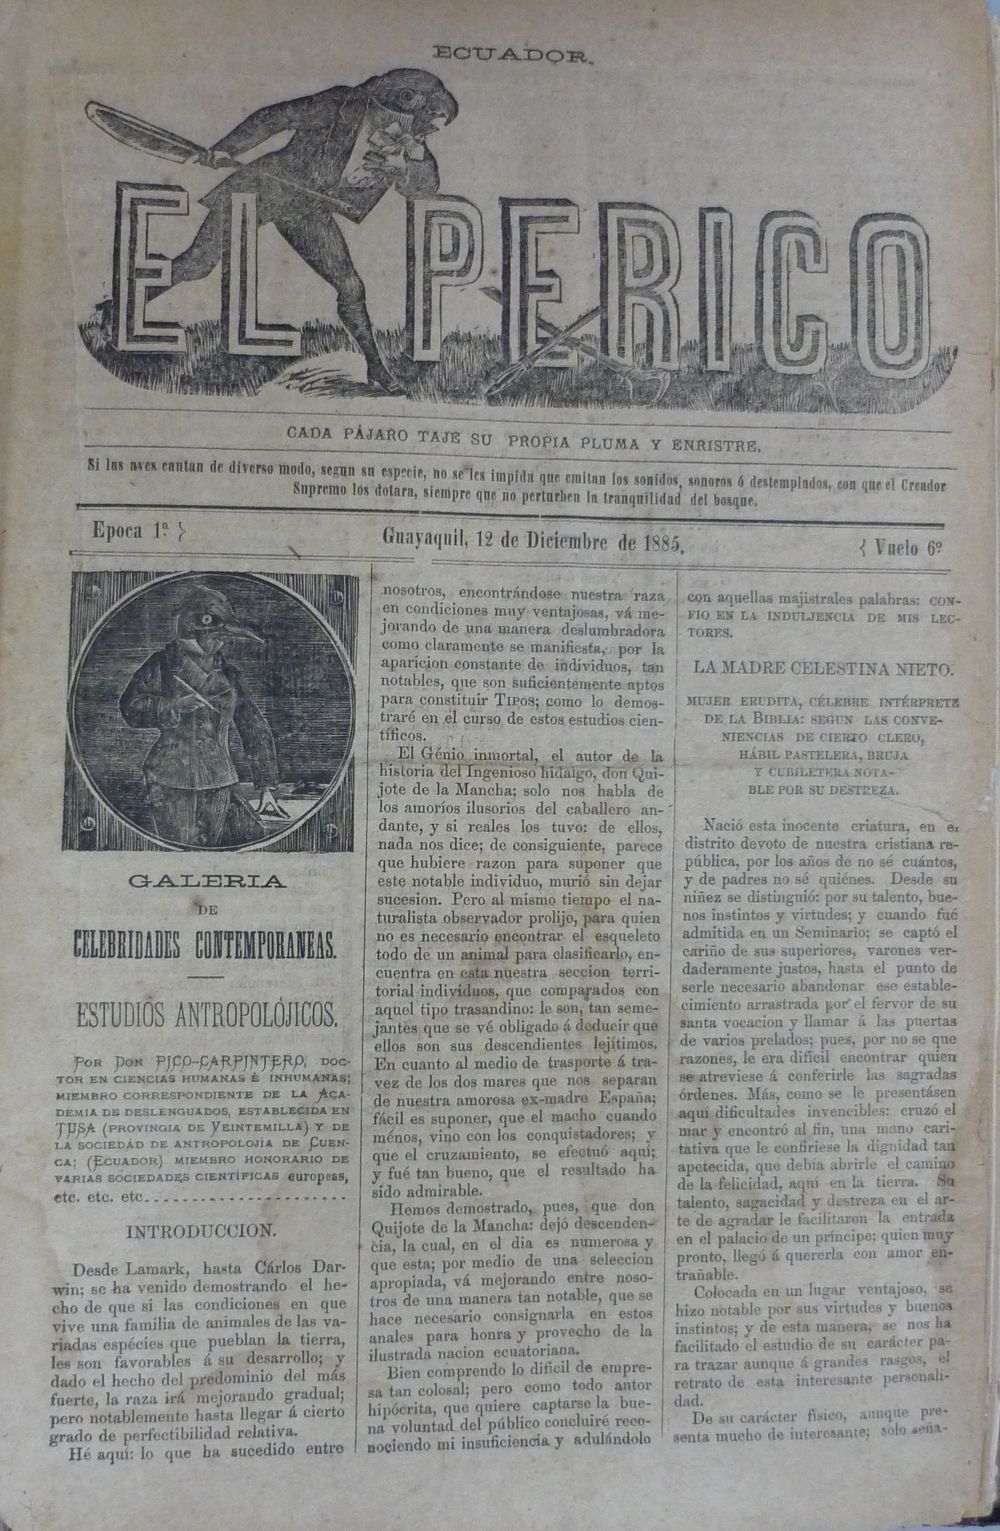 ECUADOR.
EL PERICO
CADA PÁJARO TAJE SU PROPIA PLUMA Y ENRISTRE.
Si las aves cantan de diverso modo, segun su especie, no se les impida que emitan los sonidos, sonoros ó destemplados, con que el Creador
Supremo los dotara, siempre que no perturben la tranquilidad del bosque.
Epoca 1ª }
Guayaquil, 12 de Diciembre de 1885.
{ Vuelo 6º
GALERIA
DE
CELEBRIDADES CONTEMPORANEAS.
ESTUDIOS ANTROPOLÓJICOS.
POR DON PICO-CARPINTERO, DOC-
TOR EN CIENCIAS HUMANAS É INHUMANAS;
MIEMBRO CORRESPONDIENTE DE LA ACA-
DEMIA DE DESLENGUADOS, ESTABLECIDA EN
TUSA (PROVINGIA DE VEINTEMILLA) Y DE
LA SOCIEDAD DE ANTROPOLOJÍA DE CUEN-
CA; (ECUADOR) MIEMBRO HONORARIO DE
VARIAS SOCIEDADES CIENTÍFICAS europeas,
etc. etc. etc......................
INTRODUCCION.
Desde Lamark, hasta Cárlos Dar-
win; se ha venido demostrando el he-
cho de que si las condiciones en que
vive una familia de animales de las va-
riadas espécies que pueblan la tierra,
les son favorables á su desarrollo; y
dado el hecho del predominio del más
fuerte, la raza irá mejorando gradual;
pero notablemente hasta llegar á cierto
grado de perfectibilidad relativa.
Hé aquí: lo que ha sucedido entre
nosotros, encontrándose nuestra raza
en condiciones muy ventajosas, vá me-
jorando de una manera deslumbradora
como claramente se manifiesta, por la
aparicion constante de individuos, tan
notables, que son suficientemente aptos
para constituir TIPOS; como lo demos-
traré en el curso de estos estudios cien-
tíficos.
El Génio inmortal, el autor de la
historia del Ingenioso hidalgo, don Qui-
jote de la Mancha; solo nos habla de
los amoríos ilusorios del caballero an-
dante, y si reales los tuvo: de ellos,
nada nos dice; de consiguiente, parece
que hubiere razon para suponer que
este notable individuo, murió sin dejar
sucesion. Pero al mismo tiempo el na-
turalista observador prolijo, para quien
no es necesario encontrar el esqueleto
todo de un animal para clasificarlo, en-
cuentra en esta nuestra seccion terri-
torial individuos, que comparados con
aquel tipo trasandino: le son, tan seme-
jantes que se vé obligado á deducir que
ellos son sus descendientes lejítimos.
En cuanto al medio de trasporte á tra-
vez de los dos mares que nos separan
de nuestra amorosa ex-madre España;
fácil es suponer, que el macho cuando
ménos, vino con los conquistadores; y
que el cruzamiento, se efectuó aquí;
y fué tan bueno, que el resultado ha
sido admirable.
Hemos demostrado, pues, que don
Quijote de la Mancha: dejó descenden-
cia, la cual, en el dia es numerosa y
que esta; por medio de una seleccion
apropiada, vá mejorando entre noso-
tros de una manera tan notable, que se
hace necesario consignarla en estos
anales para honra y provecho de la
ilustrada nacion ecuatoriana.
Bien comprendo lo dificil de empre-
sa tan colosal; pero como todo autor
hipócrita, que quiere captarse la bue-
na voluntad del público concluiré reco-
nociendo mi insuficiencia y adulándolo
con aquellas majistrales palabras: CON-
FIO EN LA INDULJENCIA DE MIS LEC-
TORES.
LA MADRE CELESTINA NIETO.
MUJER ERUDITA, CÉLEBRE INTÉRPRETE
DE LA BIBLIA: SEGUN LAS CONVE-
NIENCIAS DE CIERTO CLERO,
HÁBIL PASTELERA, BRUJA
Y CUBILETERA NOTA-
BLE POR SU DESTREZA.
Nació esta inocente criatura, en el
distrito devoto de nuestra cristiana re-
pública, por los años de no sé cuántos,
y de padres no sé quiénes. Desde su
niñez se distinguió: por su talento, bue-
nos instintos y virtudes; y cuando fué
admitida en un Seminario; se captó el
cariño de sus superiores, varones ver-
daderamente justos, hasta el punto de
serle necesario abandonar ese estable-
cimiento arrastrada por el fervor de su
santa vocacion y llamar á las puertas
de varios prelados; pues, por no se que
razones, le era difícil encontrar quien
se atreviese á conferirle las sagradas
órdenes. Más, como se le presentásen
aquí dificultades invencibles: cruzó el
mar y encontró al fin, una mano cari-
tativa que le confiriese la dignidad tan
apetecida, que debía abrirle el camino
de la felicidad, aquí en la tierra. Su
talento, sagacidad y destreza en el ar-
te de agradar le facilitaron la entrada
en el palacio de un príncipe; quien muy
pronto, llegó á quererla con amor en-
trañable.
Colocada en un lugar ventajoso, se
hizo notable por sus virtudes y buenos
instintos; y de esta manera, se nos ha
facilitado el estudio de su carácter pa-
ra trazar aunque á grandes rasgos, el
retrato de esta interesante personali-
dad.
De su carácter físico, aunque pre-
senta mucho de interesante; solo seña-